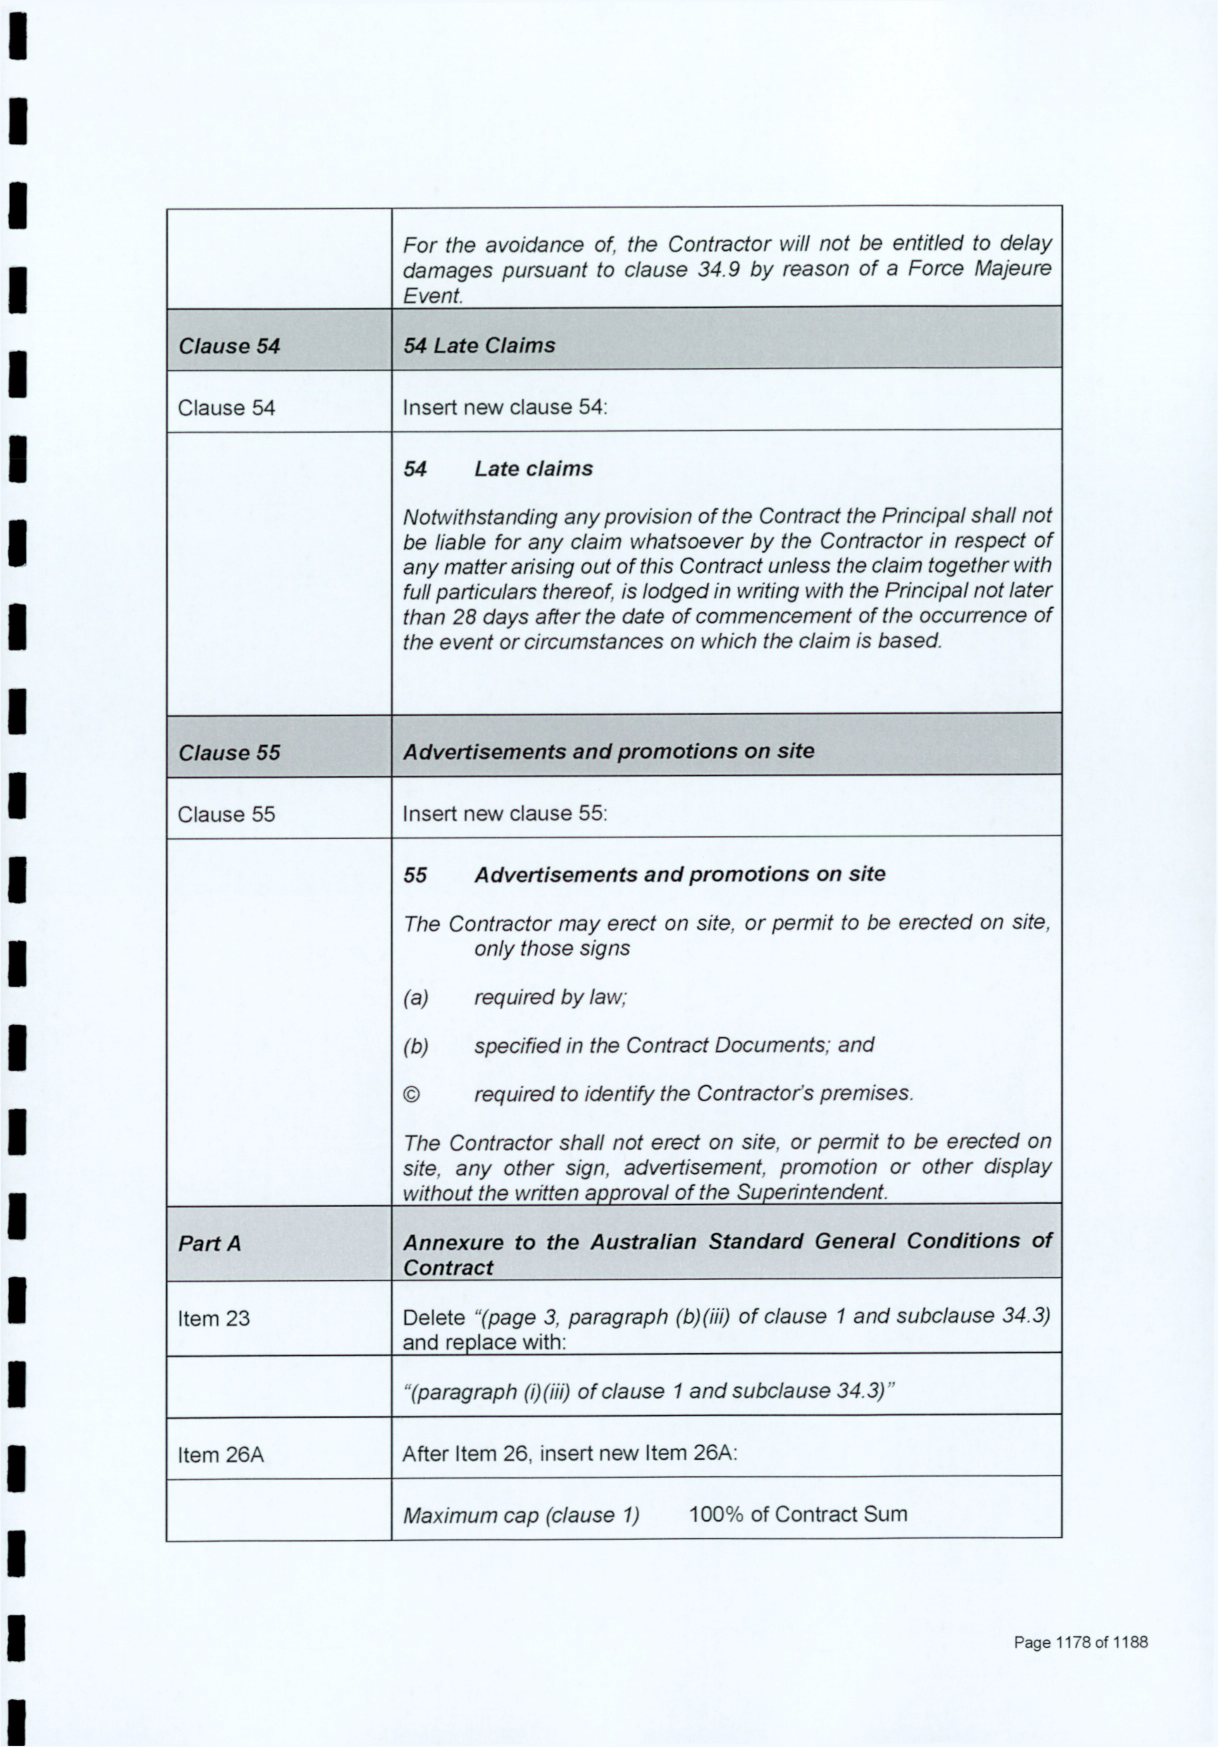 For the avoidance of, the Contractor will not be entitled to delay
damages pursuant to clause 34.9 by reason of a Force Majeure
Event.
Clause 54 54 Late Claims
Clause 54 Insert new clause 54:
54 Late claims
Notwithstanding any provision of the Contract the Principal shall not
be liable for any claim whatsoever by the Contractor in respect of
any matter arising out of this Contract unless the claim together with
full particulars thereof, is lodged in writing with the Principal not later
than 28 days after the date of commencement of the occurrence of
the event or circumstances on which the claim is based.
Clause 55 Advertisements and promotions on site
Clause 55 Insert new clause 55:
55 Advertisements and promotions on site
The Contractor may erect on site, or permit to be erected on site,
only those signs
(a) required by law;
(b) specified in the Contract Documents; and
© required to identify the Contractor's premises.
The Contractor shall not erect on site, or permit to be erected on
site, any other sign, advertisement, promotion or other display
without the written approval of the Superintendent.
Part A Annexure to the Australian Standard General Conditions of
Contract
Item 23 Delete "(page 3, paragraph (b)(iii) of clause 1 and subclause 34.3)
and replace with:
"(paragraph (i)(iii) of clause 1 and subclause 34.3)"
Item 26A After Item 26, insert new Item 26A:
Maximum cap (clause 1) 100% of Contract Sum
Page 1178 of 1188